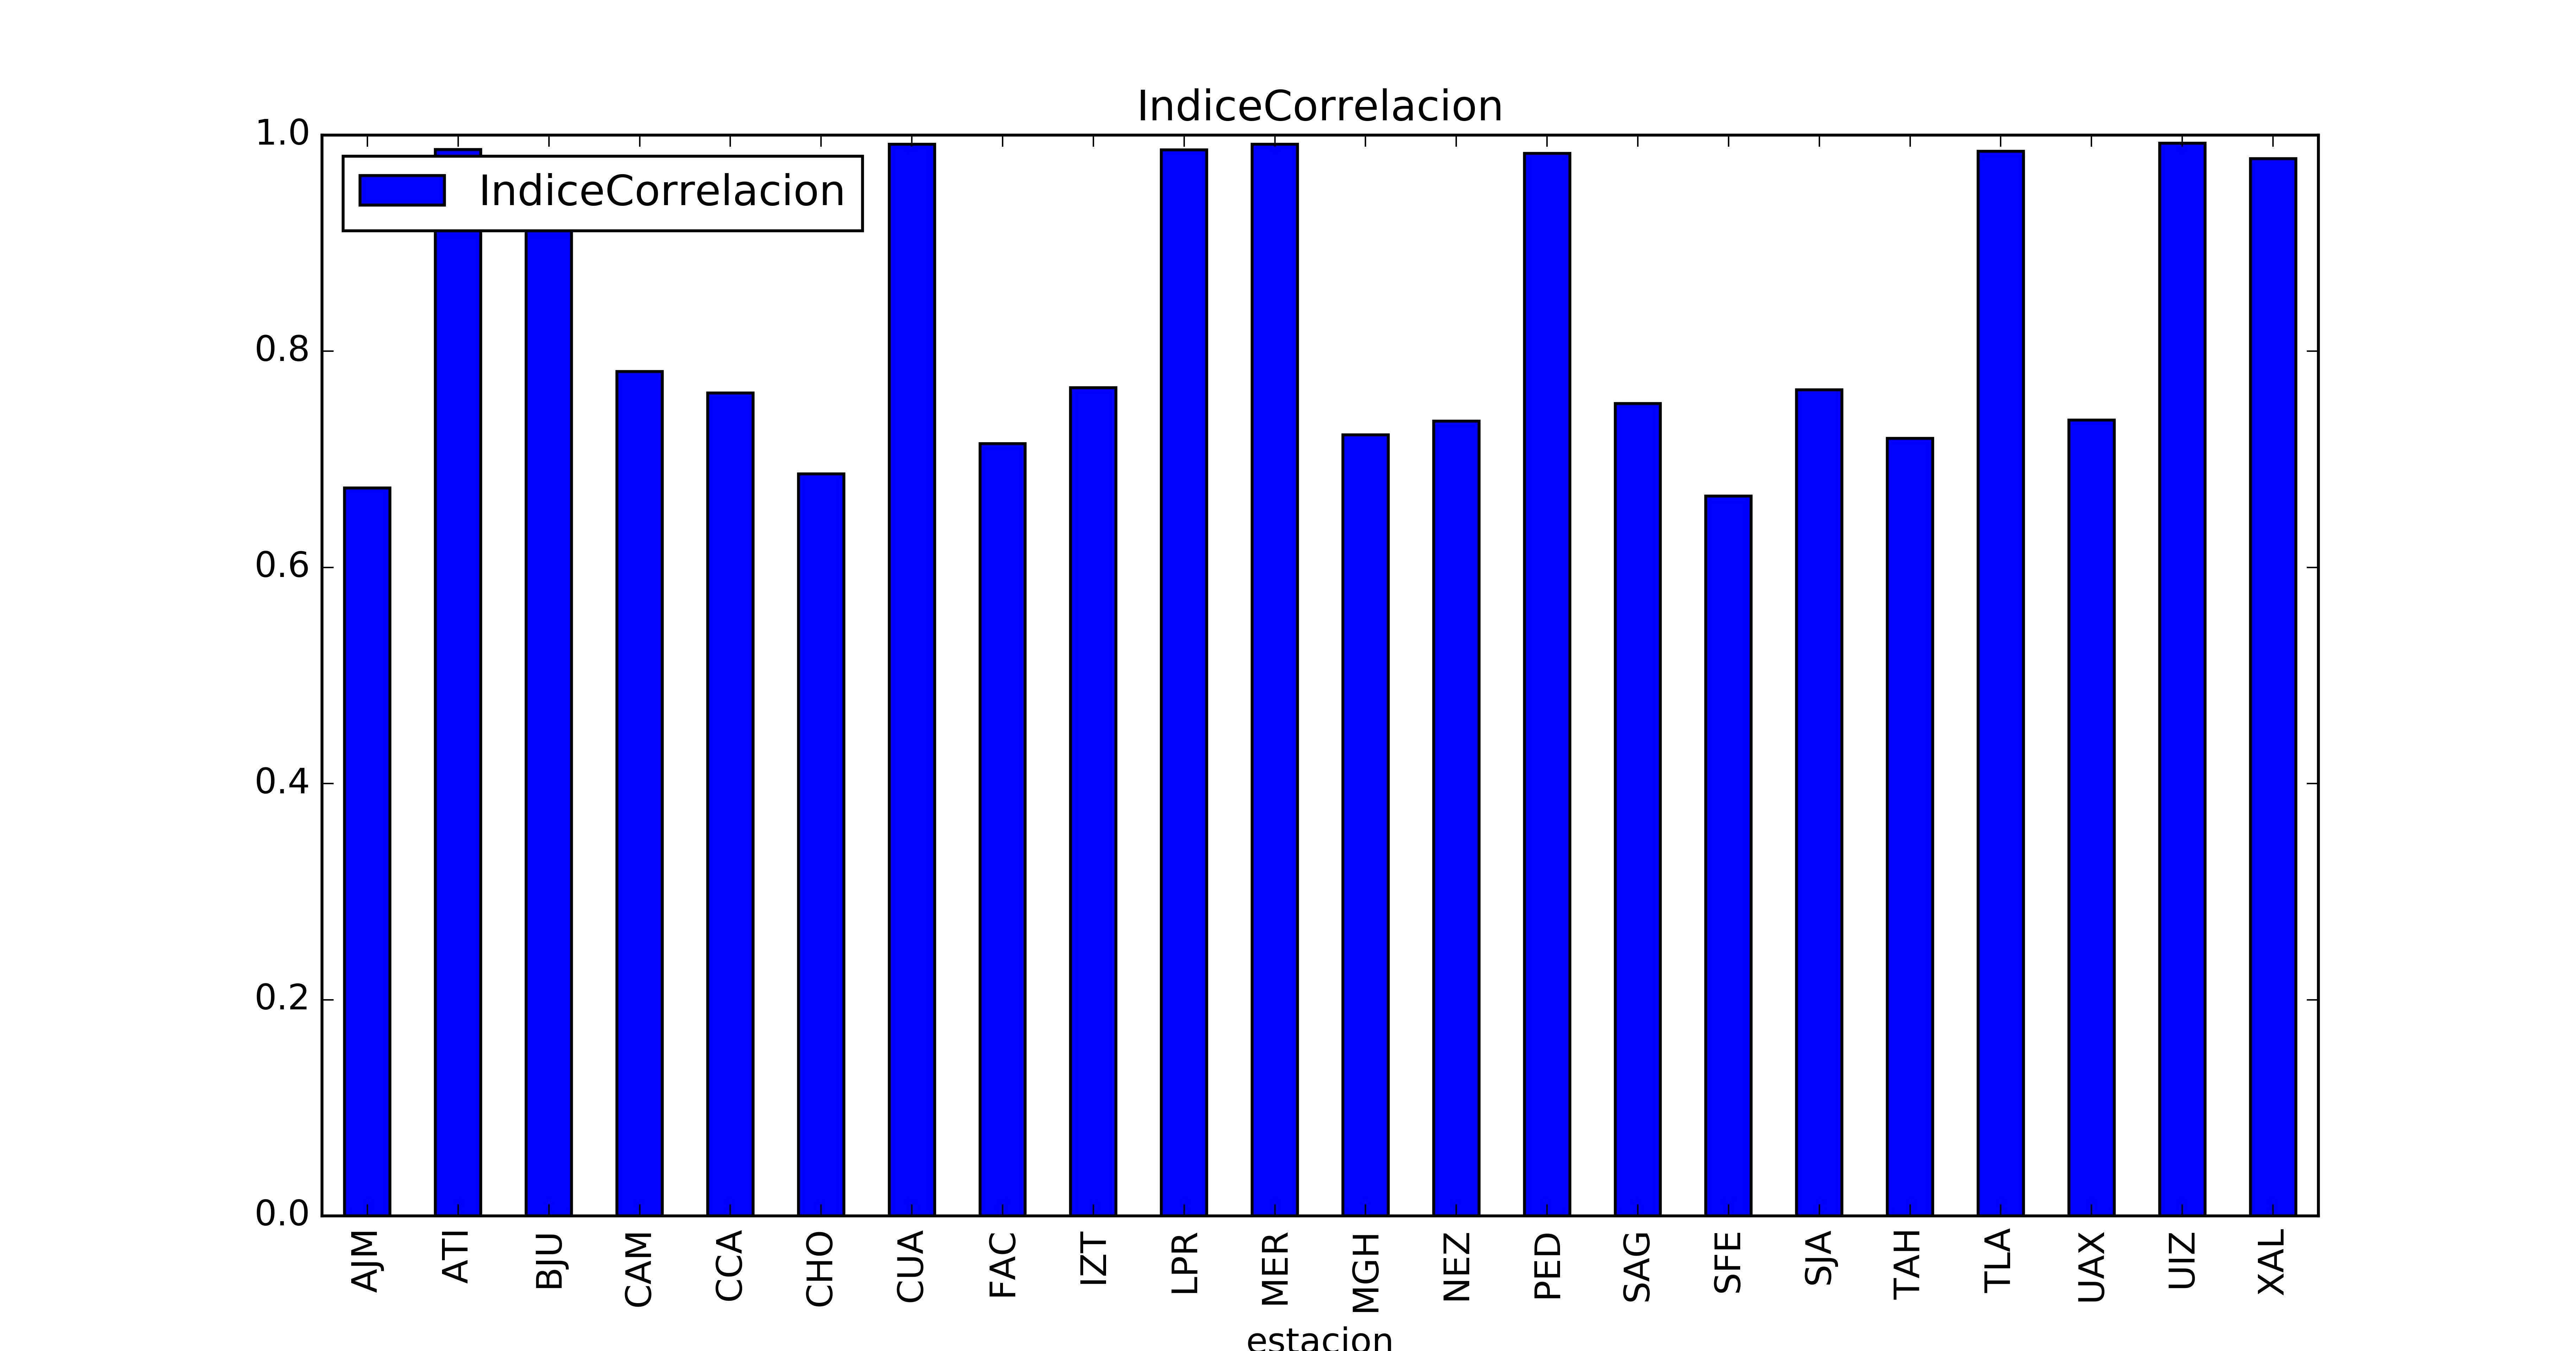 IndiceCorrelacion
IndiceCorrelacion
1.0
0.8
0.6
0.4
0.2
0.0
AJM
ATI
BJU
CAM
CCA
CHO
CUA
FAC
IZT
LPR
MER
MGH
NEZ
PED
SAG
SFE
SJA
TAH
TLA
UAX
UIZ
XAL
estacion